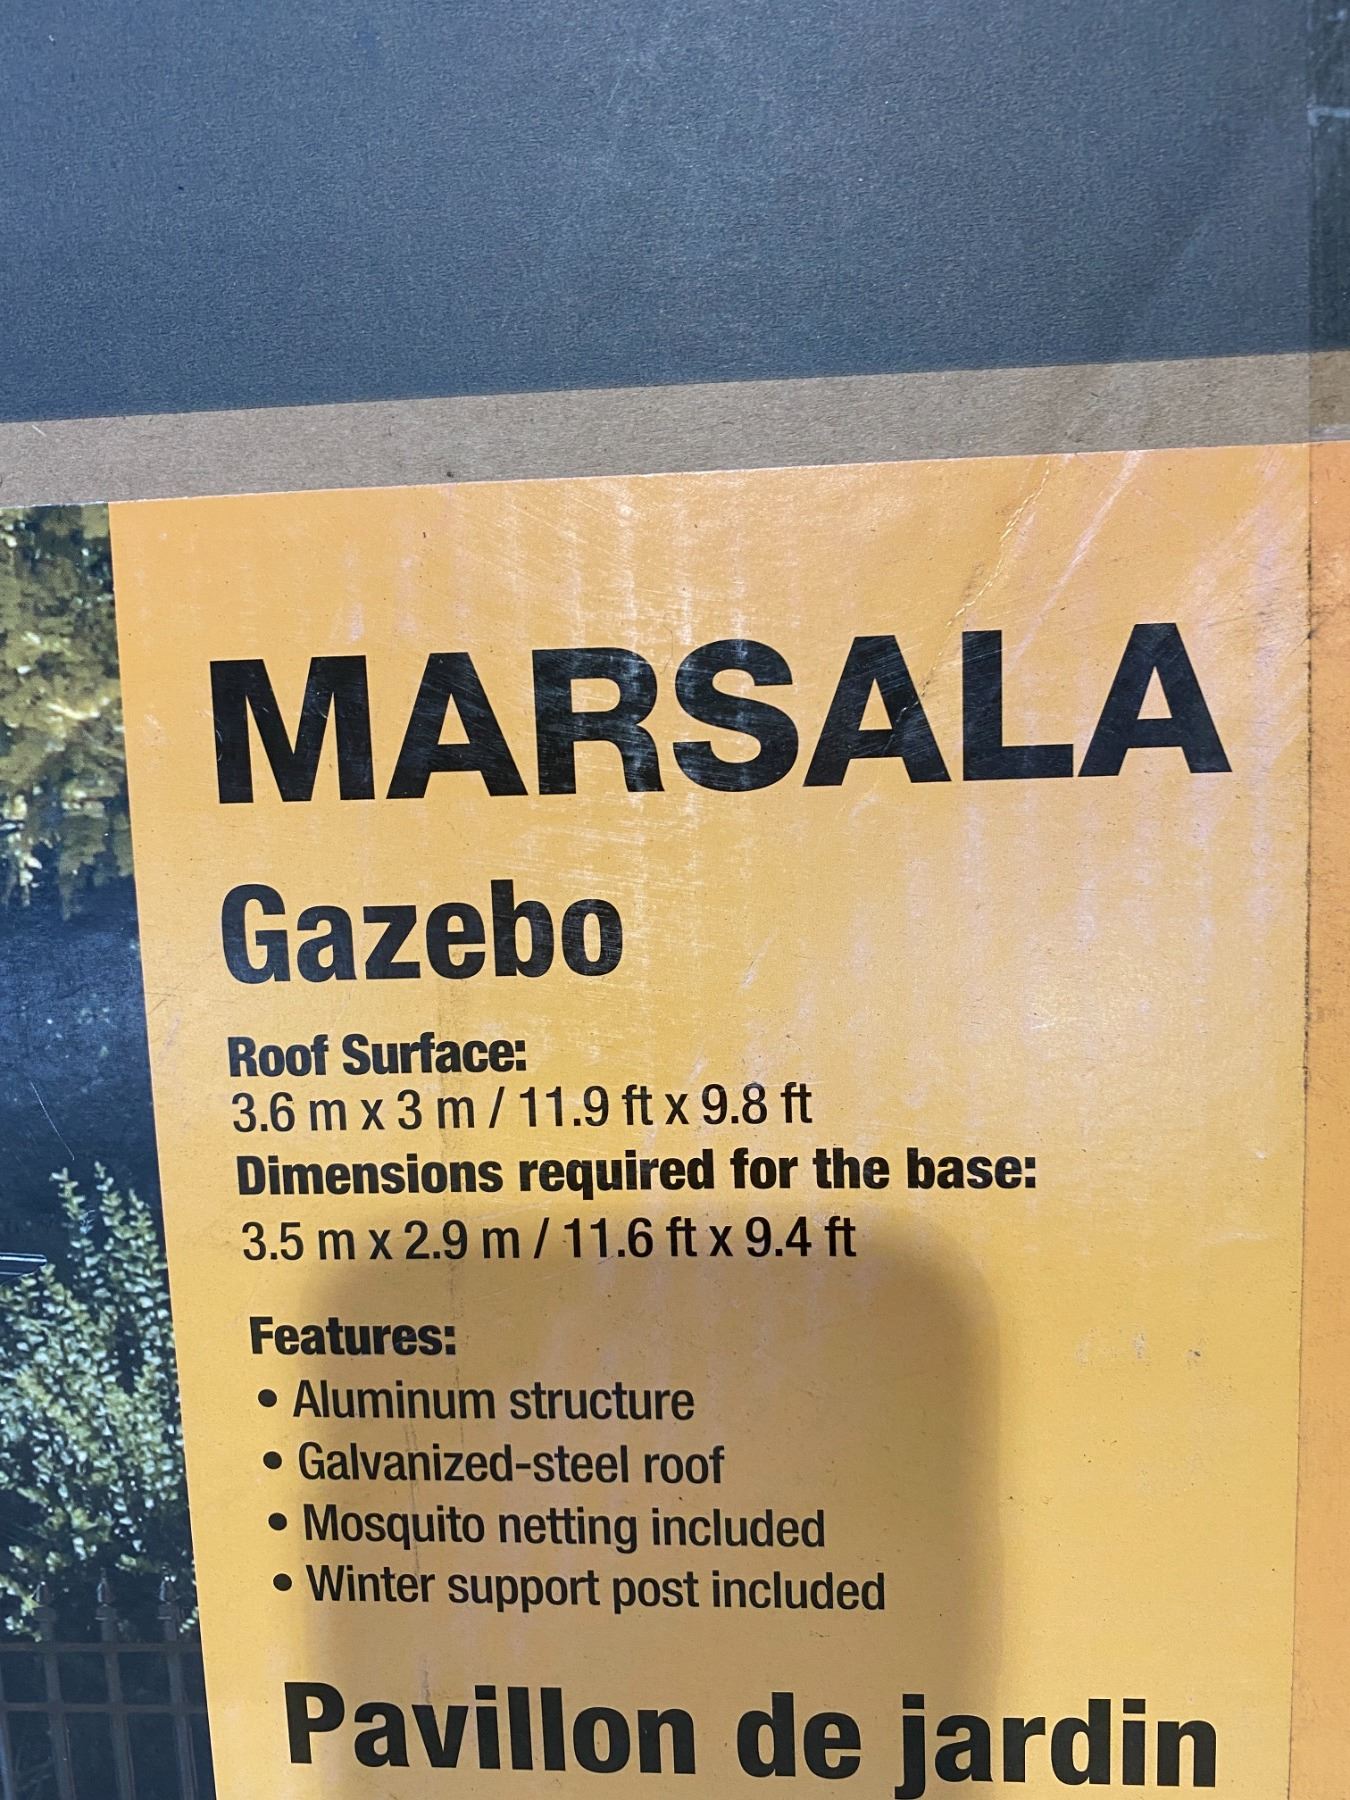 MARSALA
Gazebo
Roof Surface:
3.6 m x 3 m / 11.9 ft x 9.8 ft
Dimensions required for the base:
3.5 m x 2.9 m / 11.6 ft x 9.4 ft
Features:
• Aluminum structure
• Galvanized-steel roof
• Mosquito netting included
• Winter support post included
Pavillon de jardin